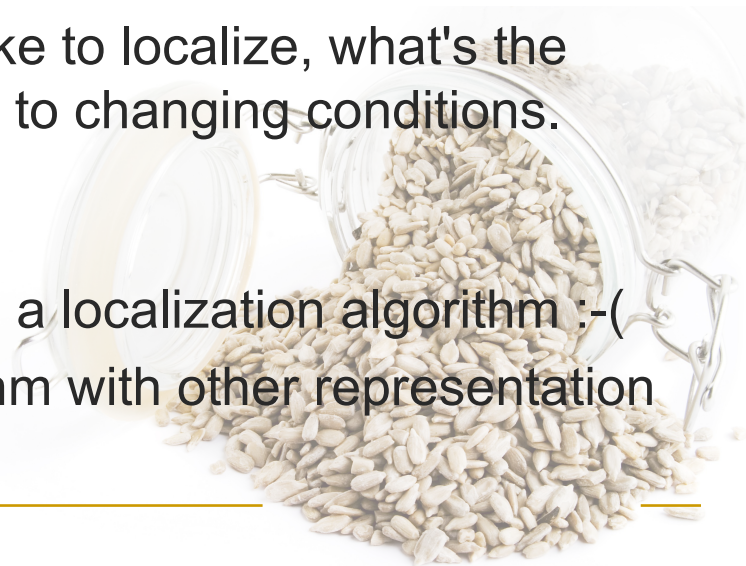 ke to localize, what's the
to changing conditions.
a localization algorithm :-(
m with other representation